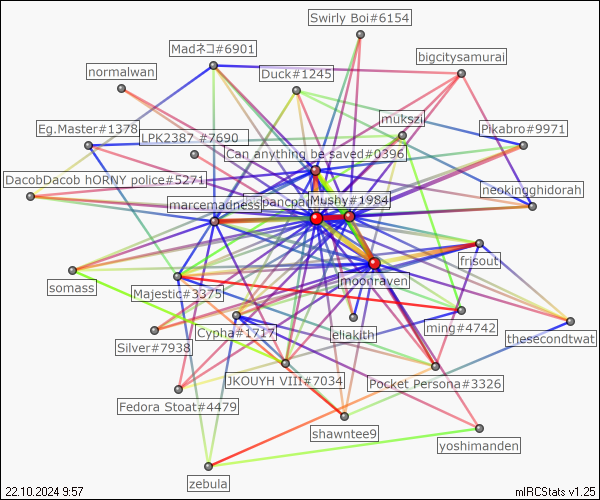 Swirly Boi#6154
Madネコ#6901
bigcitysamurai
normalwan
Duck#1245
mukszi
Eg.Master#1378
Pikabro#9971
LPK2387 #7690
Can anything be saved#0396
DacobDacob hORNY police#5271
neokingghidorah
Mushy#1984
marcemadness
pancpa
frisout
moonraven
somass
Majestic#3375
ming#4742
Cypha#1717
eliakith
thesecondtwat
Silver#7938
JKOUYH VIII#7034
Pocket Persona#3326
Fedora Stoat#4479
shawntee9
yoshimanden
zebula
22.10.2024 9:57
mIRCStats v1.25